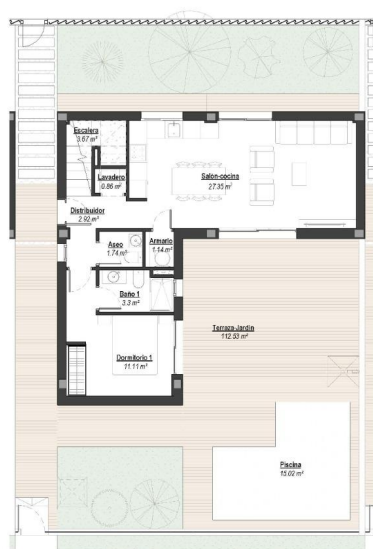 Escalera
3.67 m²
Lavadero
0.86 m²
Salón-cocina
27.35 m²
Distribuidor
2.92 m²
Aseo
1.74 m²
Armario
1.14 m²
Baño 1
3.3 m²
Terraza-Jardín
112.53 m²
Dormitorio 1
11.11 m²
Piscina
15.02 m²